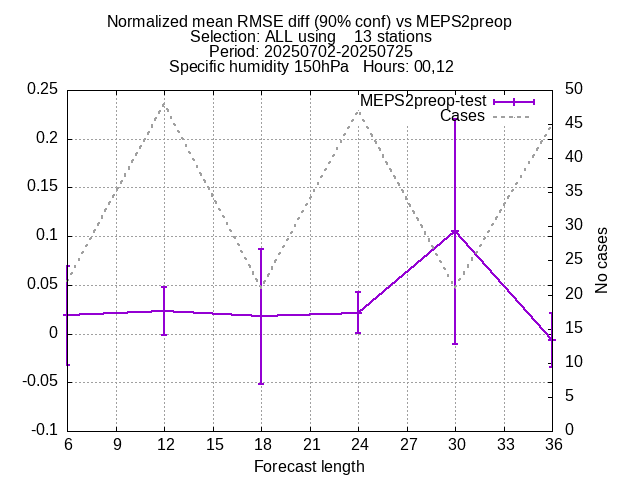 Normalized mean RMSE diff (90% conf) vs MEPS2preop
Selection: ALL using    13 stations
Period: 20250702-20250725
Specific humidity 150hPa   Hours: 00,12
MEPS2preop-test
Cases
0.25
0.2
0.15
0.1
0.05
0
-0.05
-0.1
50
45
40
35
30
25
20
15
10
5
0
No cases
6 9 12 15 18 21 24 27 30 33 36
Forecast length